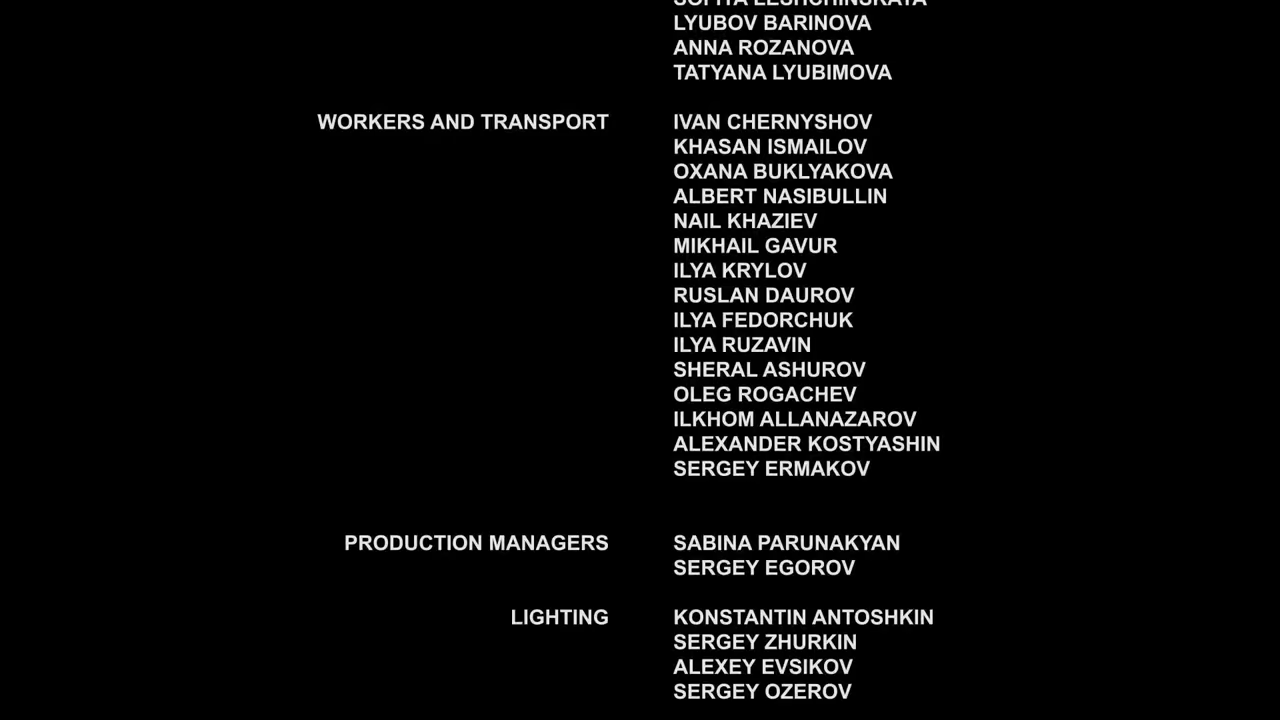 LYUBOV BARINOVA
ANNA ROZANOVA
TATYANA LYUBIMOVA
WORKERS AND TRANSPORT IVAN CHERNYSHOV
KHASAN ISMAILOV
OXANA BUKLYAKOVA
ALBERT NASIBULLIN
NAIL KHAZIEV
MIKHAIL GAVUR
ILYA KRYLOV
RUSLAN DAUROV
ILYA FEDORCHUK
ILYA RUZAVIN
SHERAL ASHUROV
OLEG ROGACHEV
ILKHOM ALLANAZAROV
ALEXANDER KOSTYASHIN
SERGEY ERMAKOV
PRODUCTION MANAGERS SABINA PARUNAKYAN
SERGEY EGOROV
LIGHTING KONSTANTIN ANTOSHKIN
SERGEY ZHURKIN
ALEXEY EVSIKOV
SERGEY OZEROV